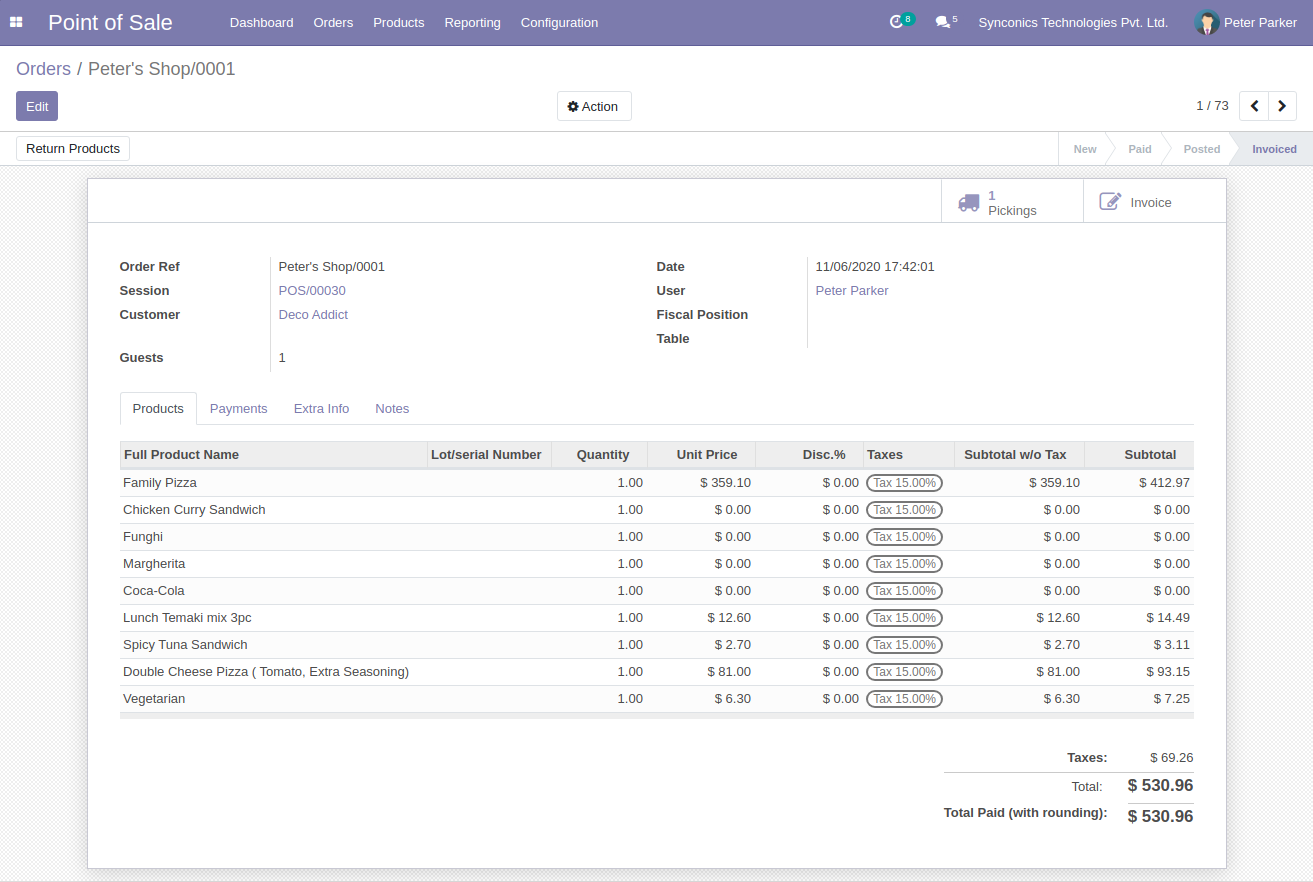 Point of Sale Dashboard Orders Products Reporting Configuration 8 5 Synconics Technologies Pvt. Ltd. Peter Parker
Orders / Peter's Shop/0001
Edit Action 1 / 73
Return Products New Paid Posted Invoiced
1 Pickings Invoice
Order Ref Peter's Shop/0001 Date 11/06/2020 17:42:01
Session POS/00030 User Peter Parker
Customer Deco Addict Fiscal Position
Table
Guests 1
Products Payments Extra Info Notes
Full Product Name Lot/serial Number Quantity Unit Price Disc.% Taxes Subtotal w/o Tax Subtotal
Family Pizza 1.00 $ 359.10 $ 0.00 Tax 15.00% $ 359.10 $ 412.97
Chicken Curry Sandwich 1.00 $ 0.00 $ 0.00 Tax 15.00% $ 0.00 $ 0.00
Funghi 1.00 $ 0.00 $ 0.00 Tax 15.00% $ 0.00 $ 0.00
Margherita 1.00 $ 0.00 $ 0.00 Tax 15.00% $ 0.00 $ 0.00
Coca-Cola 1.00 $ 0.00 $ 0.00 Tax 15.00% $ 0.00 $ 0.00
Lunch Temaki mix 3pc 1.00 $ 12.60 $ 0.00 Tax 15.00% $ 12.60 $ 14.49
Spicy Tuna Sandwich 1.00 $ 2.70 $ 0.00 Tax 15.00% $ 2.70 $ 3.11
Double Cheese Pizza ( Tomato, Extra Seasoning) 1.00 $ 81.00 $ 0.00 Tax 15.00% $ 81.00 $ 93.15
Vegetarian 1.00 $ 6.30 $ 0.00 Tax 15.00% $ 6.30 $ 7.25
Taxes: $ 69.26
Total: $ 530.96
Total Paid (with rounding): $ 530.96